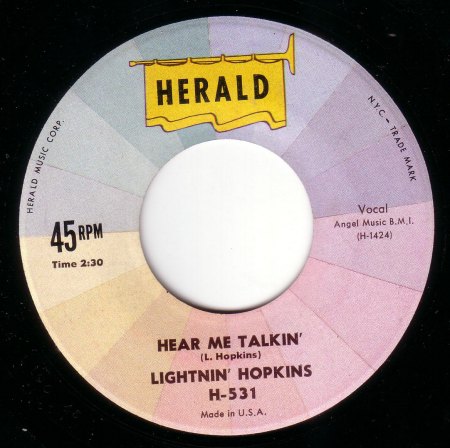 HERALD
HERALD MUSIC CORP.
N.Y.C. - TRADE MARK
45 RPM
Time 2:30
Vocal
Angel Music B.M.I.
(H-1424)
HEAR ME TALKIN'
(L. Hopkins)
LIGHTNIN' HOPKINS
H-531
Made in U.S.A.